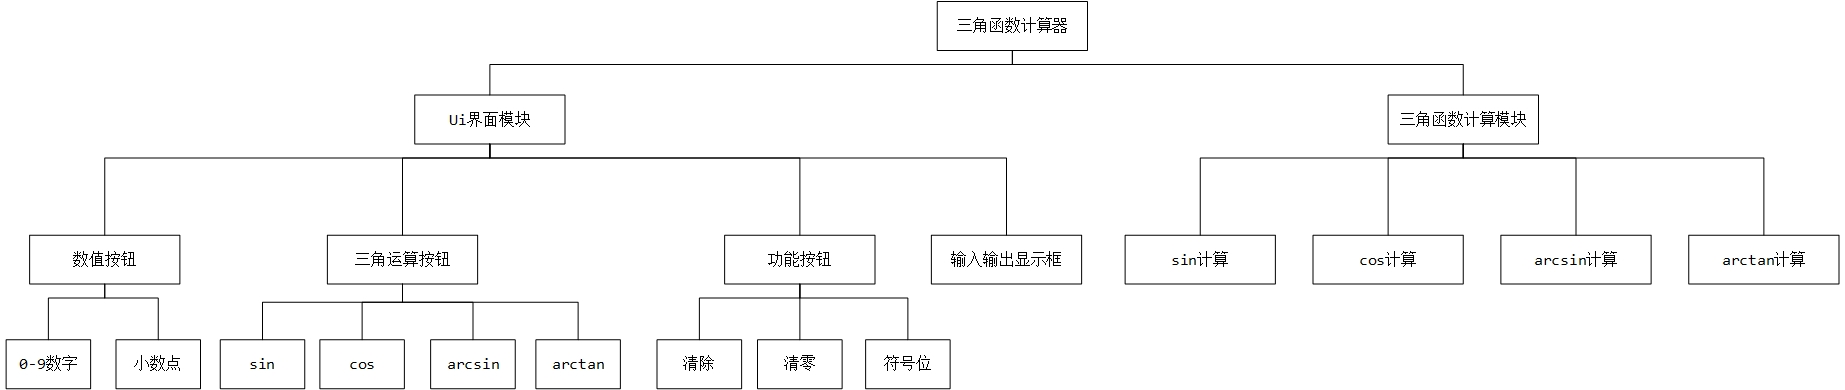 三角函数计算器
Ui界面模块
三角函数计算模块
数值按钮
三角运算按钮
功能按钮
输入输出显示框
sin计算
cos计算
arcsin计算
arctan计算
0-9数字
小数点
sin
cos
arcsin
arctan
清除
清零
符号位